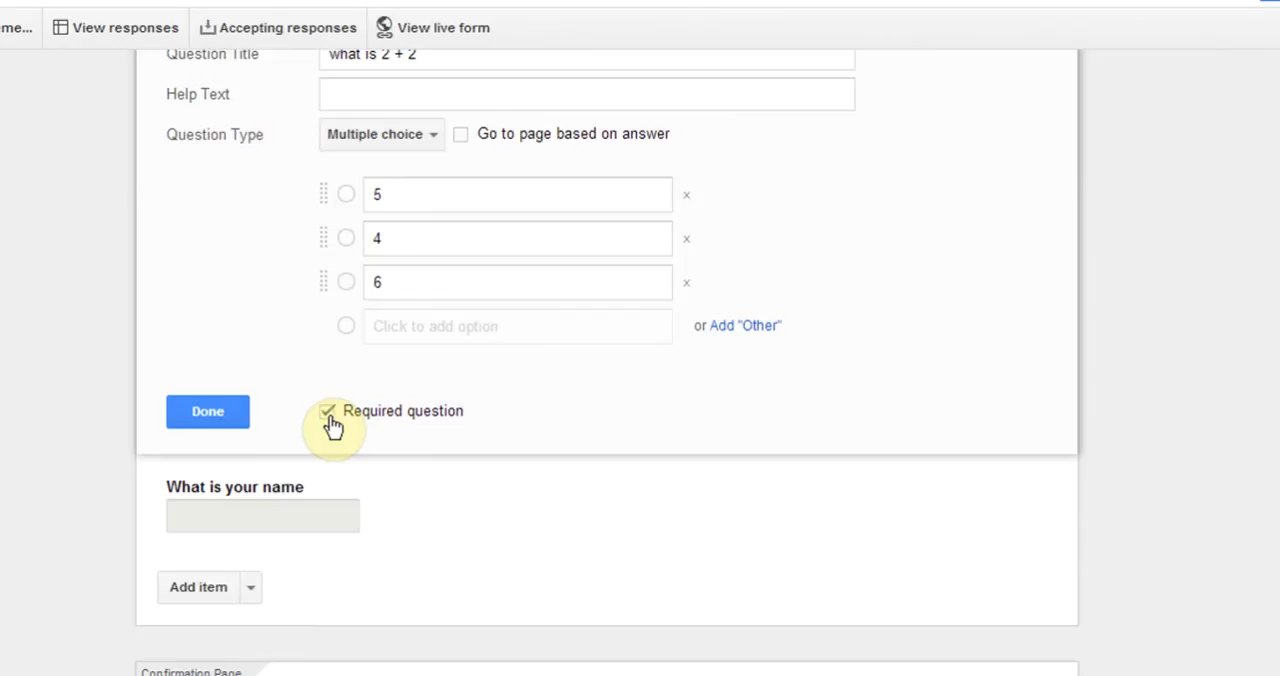 eme... View responses Accepting responses View live form
Question Title what is 2 + 2
Help Text
Question Type Multiple choice Go to page based on answer
5 x
4 x
6 x
Click to add option or Add "Other"
Done Required question
What is your name
Add item
Confirmation Page